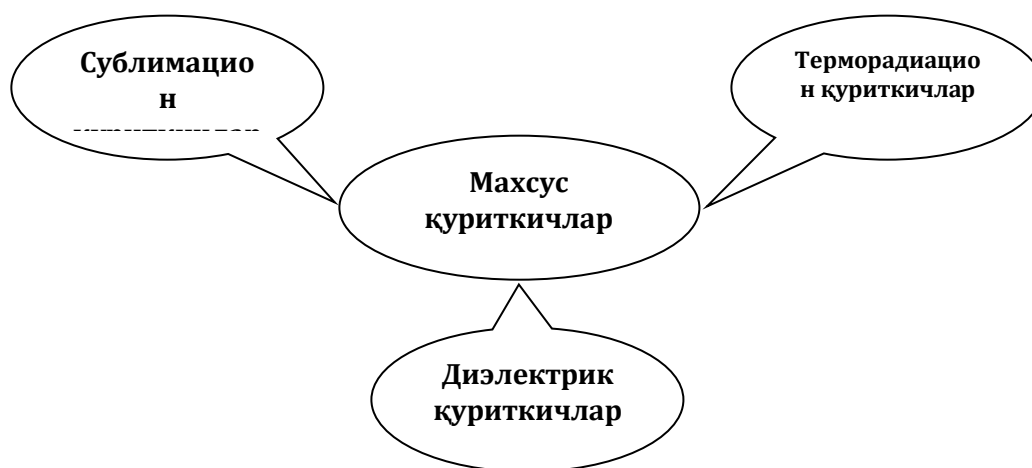 Сублимацио
н
Терморадиацио
н қуриткичлар
Махсус
қуриткичлар
Диэлектрик
қуриткичлар